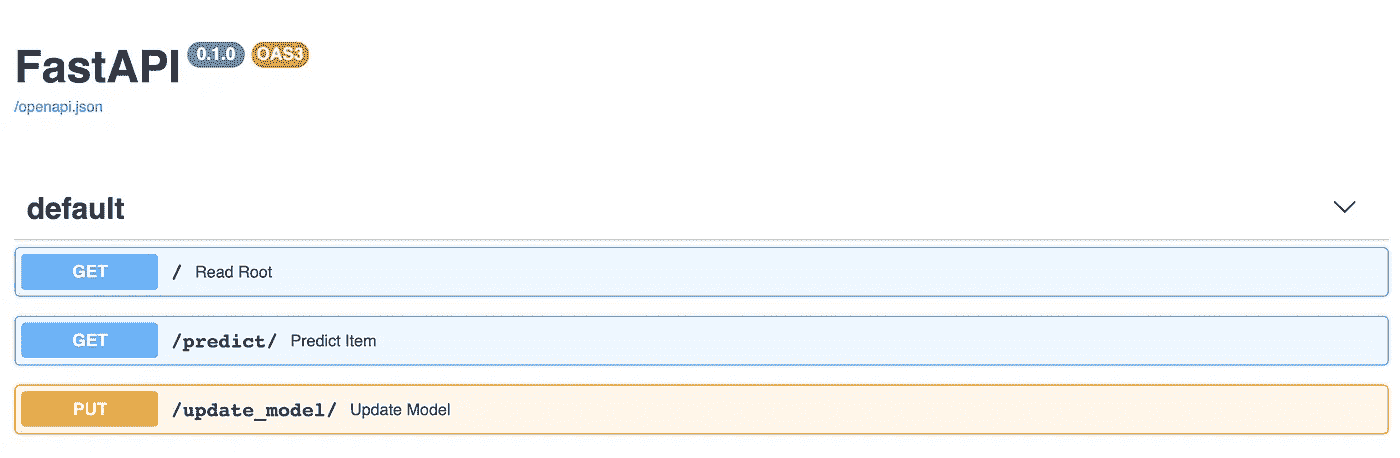 FastAPI 0.1.0 OAS3
/openapi.json
default
GET / Read Root
GET /predict/ Predict Item
PUT /update_model/ Update Model